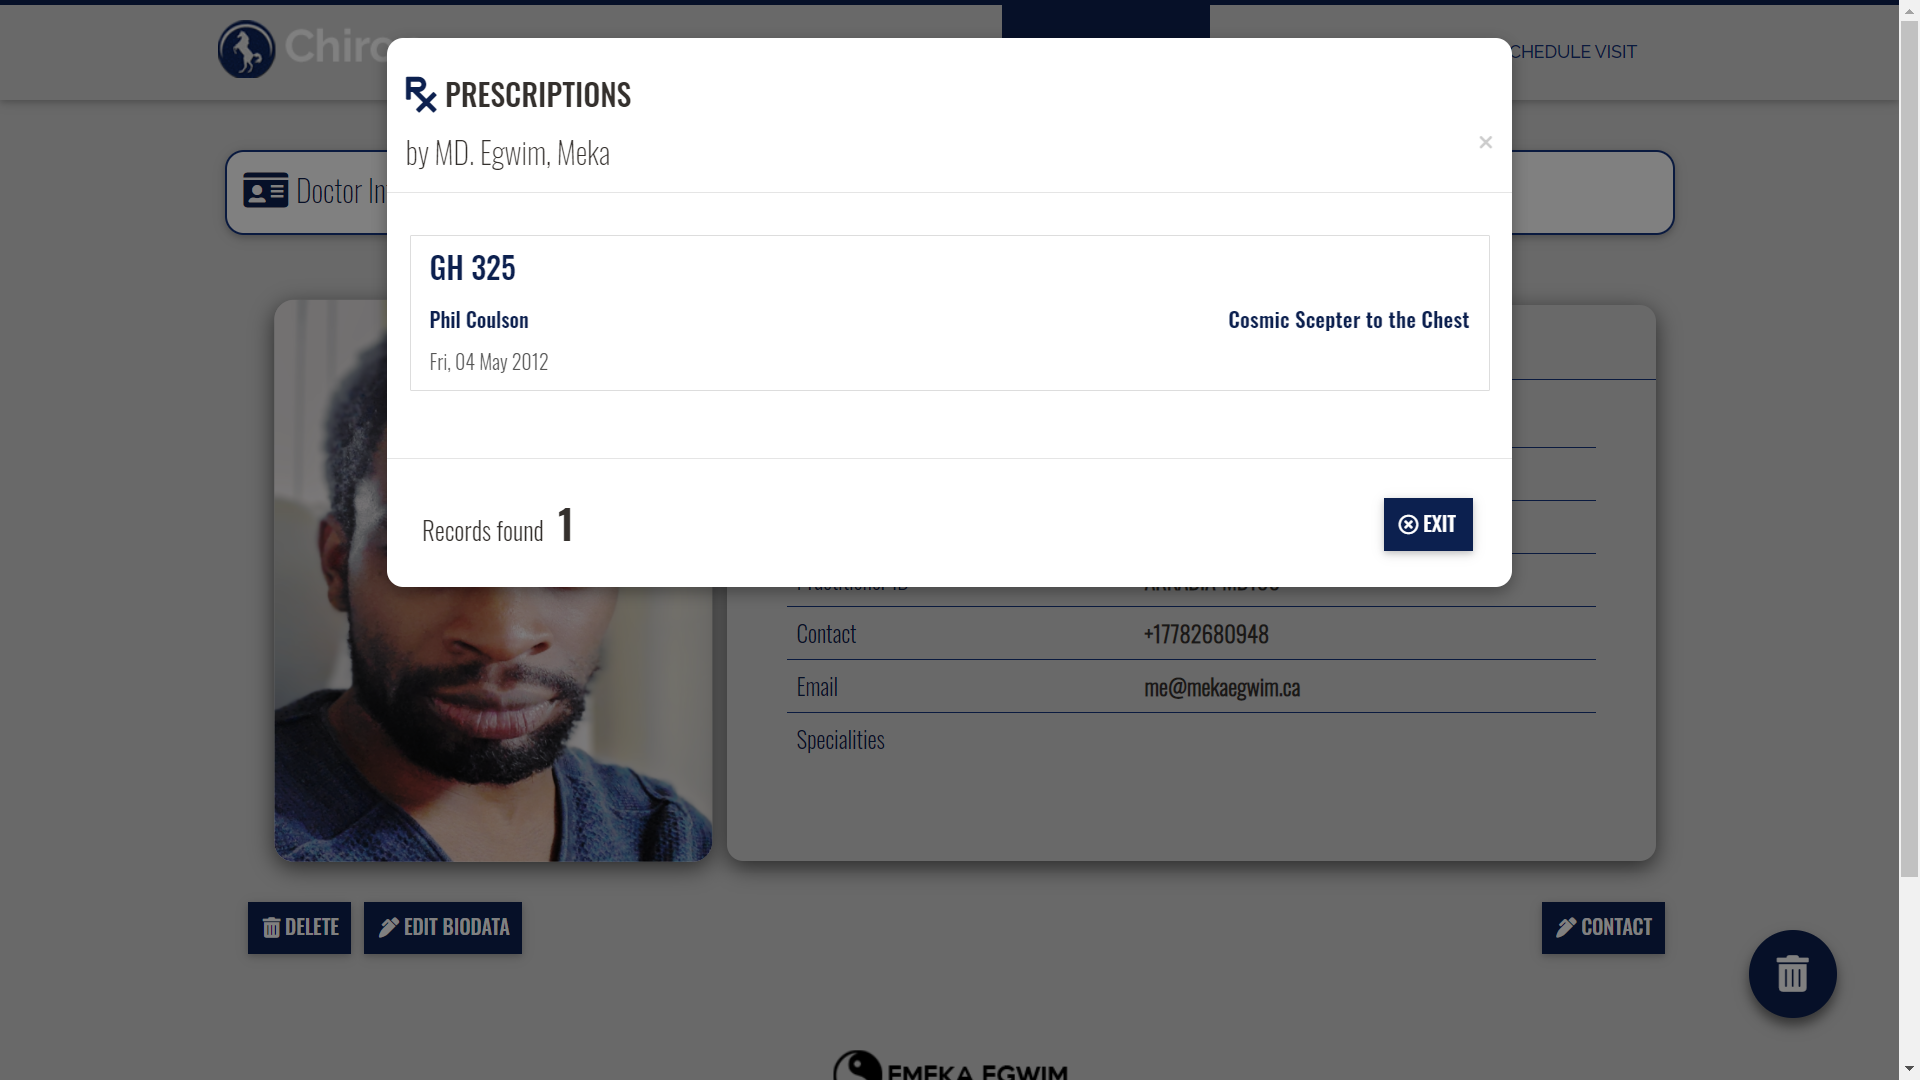 Chiro
CHEDULE VISIT
PRESCRIPTIONS
by MD. Egwim, Meka
×
Doctor In
GH 325
Phil Coulson
Cosmic Scepter to the Chest
Fri, 04 May 2012
Records found 1
EXIT
Contact
+17782680948
Email
me@mekaegwim.ca
Specialities
DELETE
EDIT BIODATA
CONTACT
EMEKA EGWIM